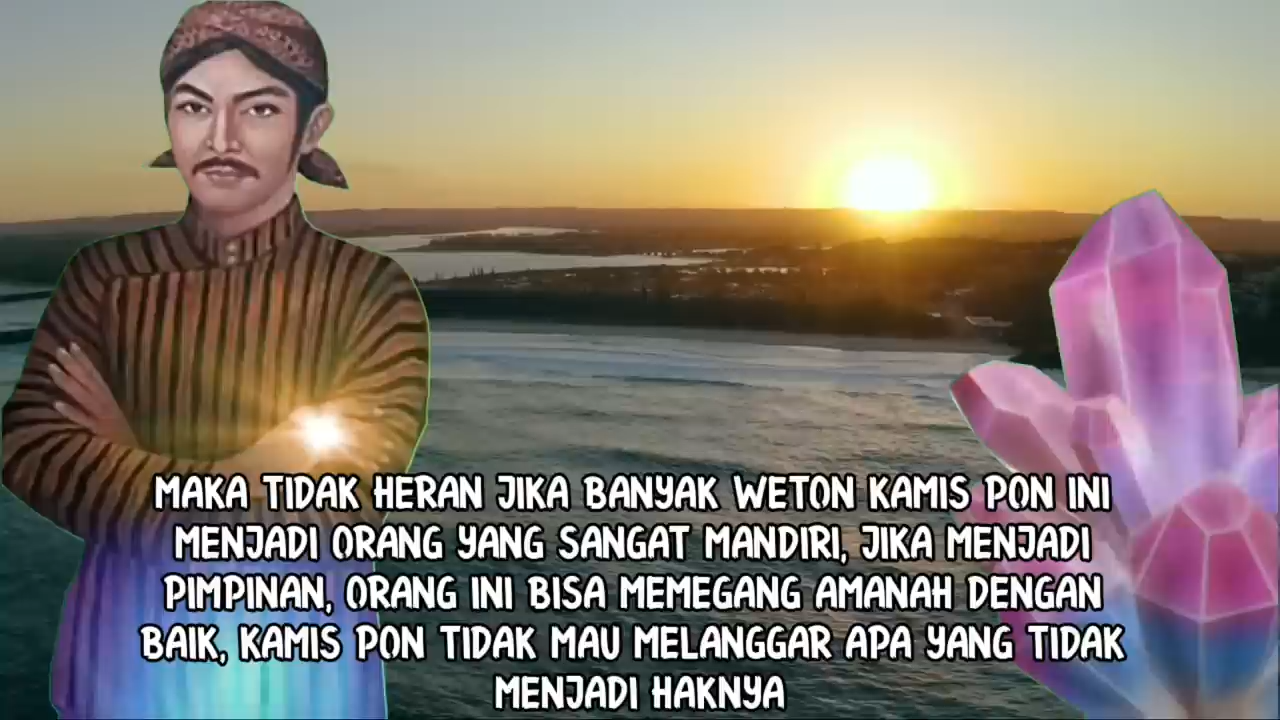 MAKA TIDAK HERAN JIKA BANYAK WETON KAMIS PON INI
MENJADI ORANG YANG SANGAT MANDIRI, JIKA MENJADI
PIMPINAN, ORANG INI BISA MEMEGANG AMANAH DENGAN
BAIK, KAMIS PON TIDAK MAU MELANGGAR APA YANG TIDAK
MENJADI HAKNYA